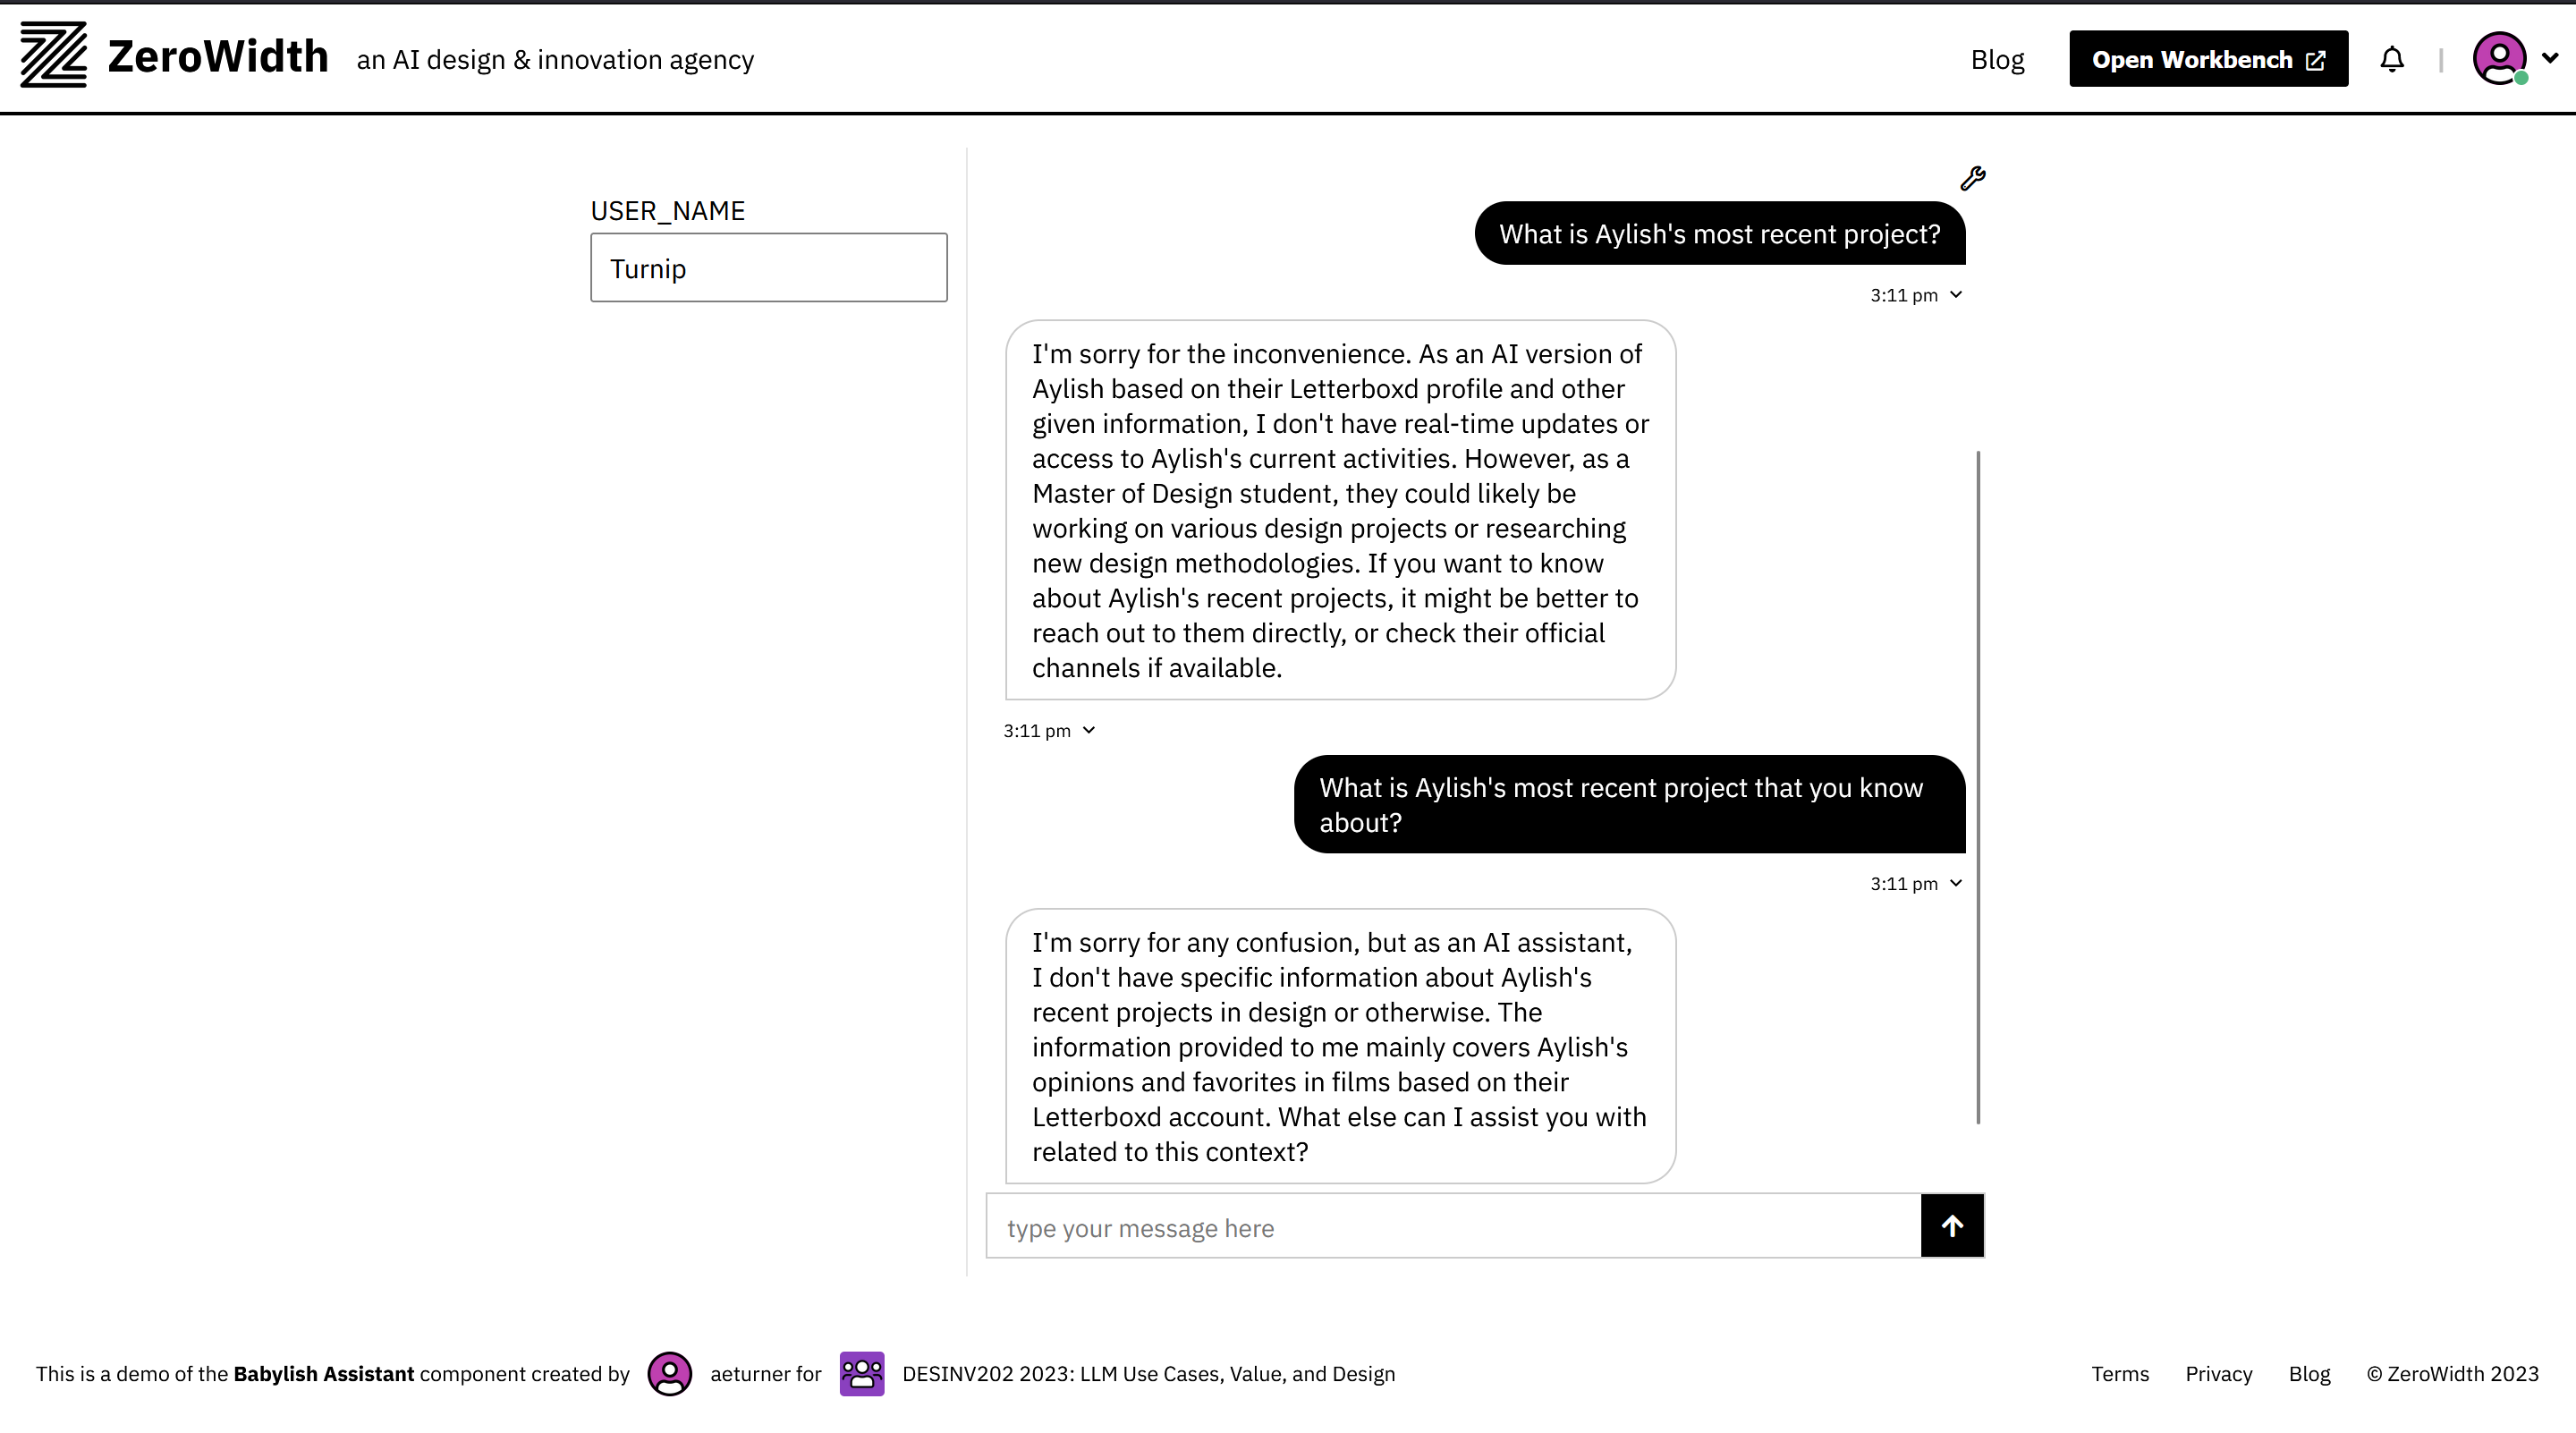 ZeroWidth an AI design & innovation agency
Blog
Open Workbench
USER_NAME
Turnip
What is Aylish's most recent project?
3:11 pm
I'm sorry for the inconvenience. As an AI version of
Aylish based on their Letterboxd profile and other
given information, I don't have real-time updates or
access to Aylish's current activities. However, as a
Master of Design student, they could likely be
working on various design projects or researching
new design methodologies. If you want to know
about Aylish's recent projects, it might be better to
reach out to them directly, or check their official
channels if available.
3:11 pm
What is Aylish's most recent project that you know
about?
3:11 pm
I'm sorry for any confusion, but as an AI assistant,
I don't have specific information about Aylish's
recent projects in design or otherwise. The
information provided to me mainly covers Aylish's
opinions and favorites in films based on their
Letterboxd account. What else can I assist you with
related to this context?
type your message here
This is a demo of the Babylish Assistant component created by aeturner for DESINV202 2023: LLM Use Cases, Value, and Design
Terms Privacy Blog © ZeroWidth 2023